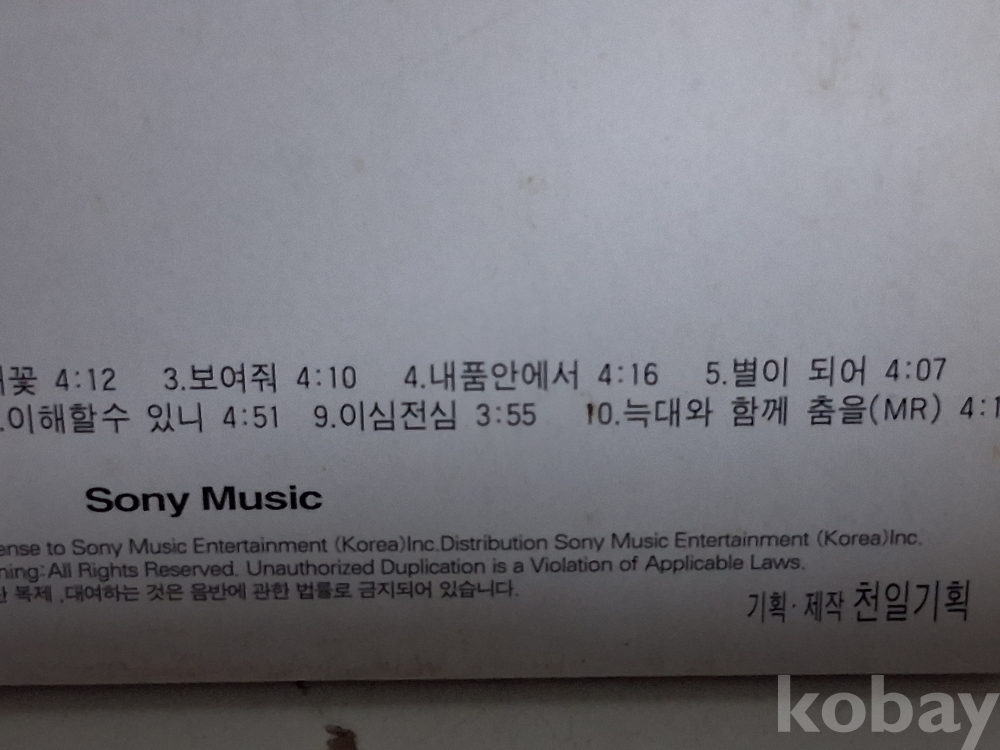 꽃 4:12 3.보여줘 4:10 4.내품안에서 4:16 5.별이 되어 4:07
.이해할수 있니 4:51 9.이심전심 3:55 10.늑대와 함께 춤을(MR) 4:1
Sony Music
ense to Sony Music Entertainment (Korea)Inc.Distribution Sony Music Entertainment (Korea)Inc.
ning:All Rights Reserved. Unauthorized Duplication is a Violation of Applicable Laws.
복제 ,대여하는 것은 음반에 관한 법률로 금지되어 있습니다.
기획·제작 천일기획
kobay